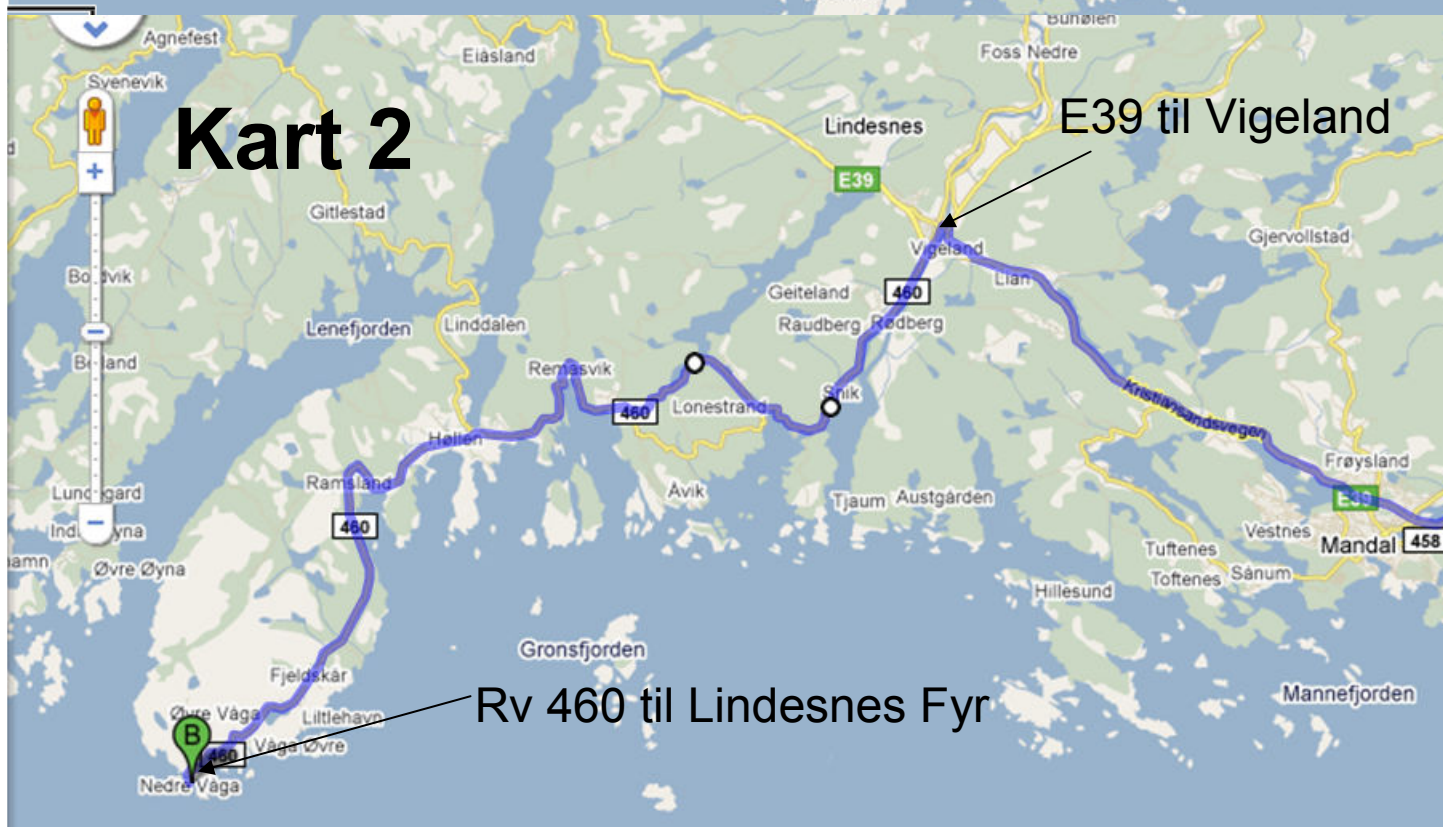 Agnefest
Eiåsland
Bunølen
Foss Nedre
Svenevik
Kart 2
E39 til Vigeland
Lindesnes
E39
Gitlestad
Vigeland
Gjervollstad
Lian
Geiteland
460
Raudberg
Rødberg
Lenefjorden
Linddalen
Remesvik
Snik
460
Lonestrand
Kristiansandsvegen
Høllen
Frøysland
Ramsland
Åvik
Tjaum
Austgården
E39
460
Vestnes
Mandal
458
Øvre Øyna
Tuftenes
Toftenes
Sånum
Hillesund
Gronsfjorden
Fjeldskår
Mannefjorden
Rv 460 til Lindesnes Fyr
Øvre Våga
Liltlehavn
B
460
Våga Øvre
Nedre Våga